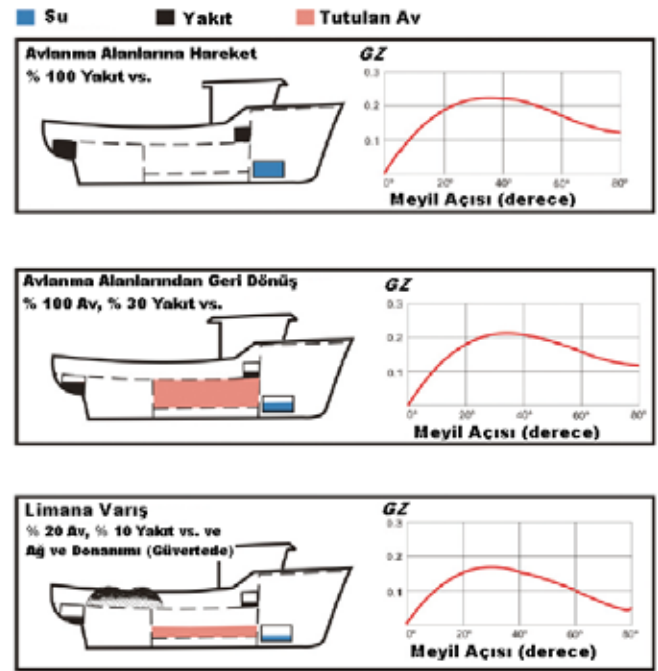 Su Yakıt Tutulan Av
Avlanma Alanlarına Hareket
% 100 Yakıt vs.
GZ
0.3
0.2
0.1
0° 20° 40° 60° 80°
Meyil Açısı (derece)
Avlanma Alanlarından Geri Dönüş
% 100 Av, % 30 Yakıt vs.
GZ
0.3
0.2
0.1
0° 20° 40° 60° 80°
Meyil Açısı (derece)
Limana Varış
% 20 Av, % 10 Yakıt vs. ve
Ağ ve Donanımı (Güvertede)
GZ
0.3
0.2
0.1
0° 20° 40° 60° 80°
Meyil Açısı (derece)